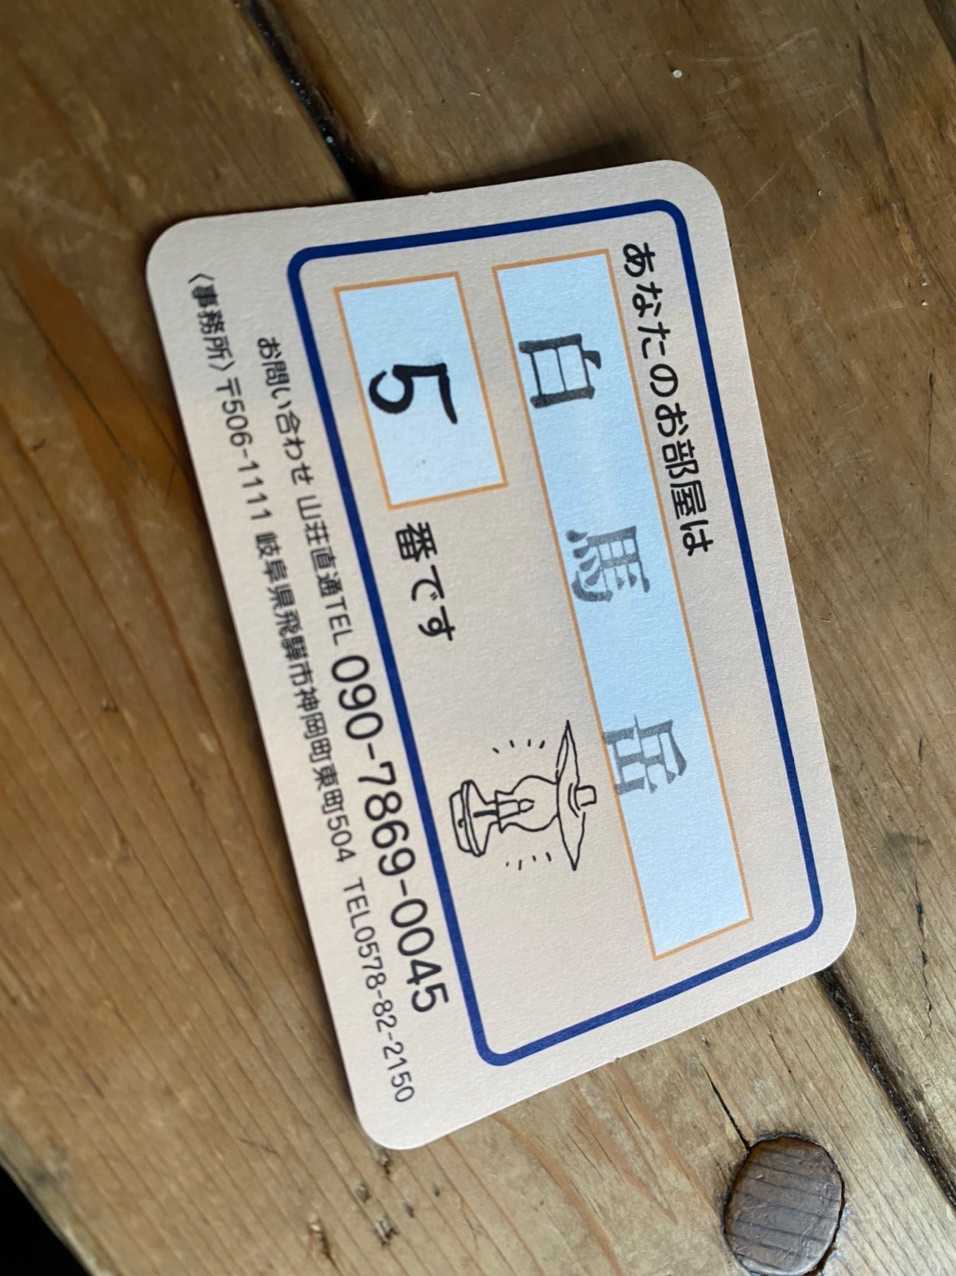 あなたのお部屋は
白馬岳
5 番です
お問い合わせ 山荘直通TEL 090-7869-0045
〈事務所〉〒506-1111 岐阜県飛騨市神岡町東町504 TEL0578-82-2150